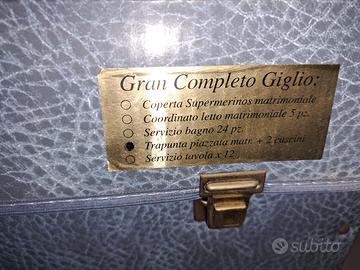 Gran Completo Giglio:
Coperta Supermerinos matrimoniale
Coordinato letto matrimoniale 5 pz.
Servizio bagno 24 pz.
Trapunta piazzata matr. + 2 cuscini
Servizio tavola x 12
subito